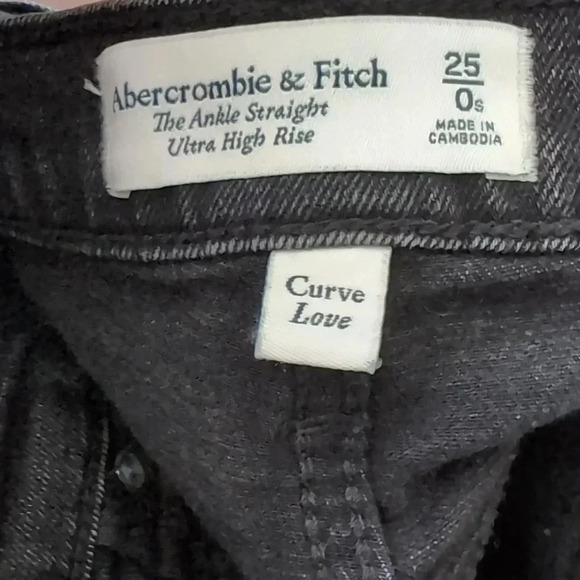 Abercrombie & Fitch
The Ankle Straight
Ultra High Rise
25
0s
MADE IN
CAMBODIA
Curve
Love